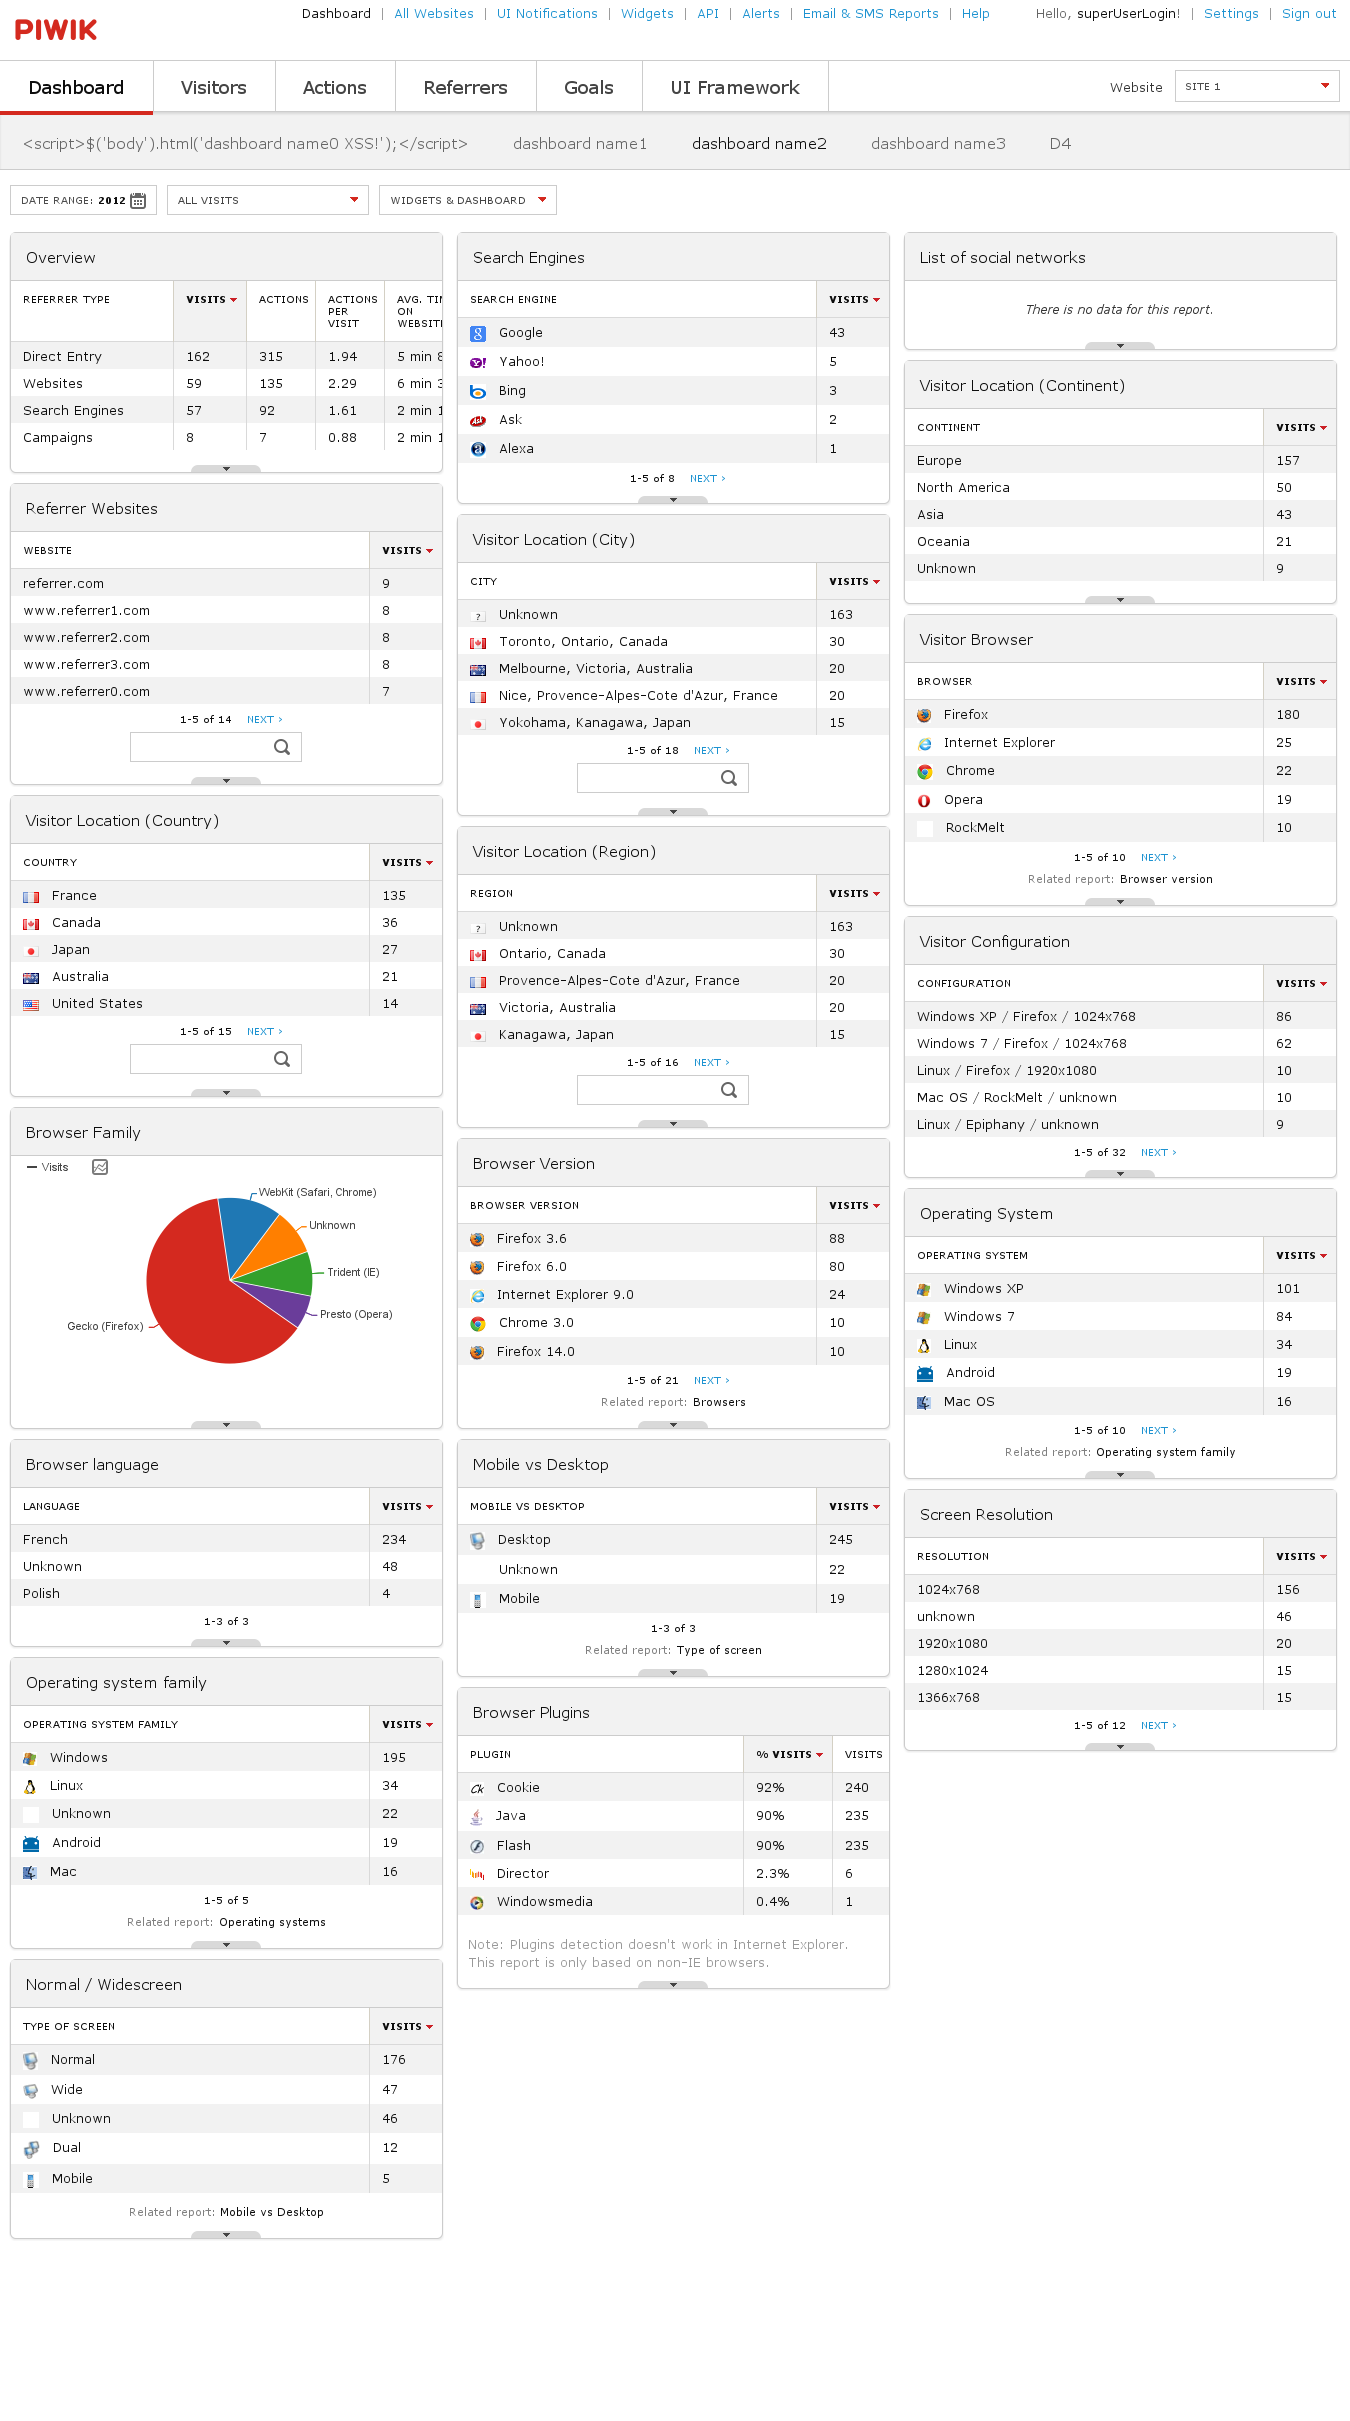 PIWIK
Dashboard | All Websites | UI Notifications | Widgets | API | Alerts | Email & SMS Reports | Help
Hello, superUserLogin! | Settings | Sign out
Dashboard Visitors Actions Referrers Goals UI Framework
Website SITE 1
<script>$('body').html('dashboard name0 XSS!');</script> dashboard name1 dashboard name2 dashboard name3 D4
DATE RANGE: 2012 ALL VISITS WIDGETS & DASHBOARD
Overview
REFERRER TYPE VISITS ACTIONS ACTIONS PER VISIT AVG. TIM ON WEBSITE
Direct Entry 162 315 1.94 5 min 8
Websites 59 135 2.29 6 min 3
Search Engines 57 92 1.61 2 min 1
Campaigns 8 7 0.88 2 min 1
Referrer Websites
WEBSITE VISITS
referrer.com 9
www.referrer1.com 8
www.referrer2.com 8
www.referrer3.com 8
www.referrer0.com 7
1-5 of 14 NEXT ›
Visitor Location (Country)
COUNTRY VISITS
France 135
Canada 36
Japan 27
Australia 21
United States 14
1-5 of 15 NEXT ›
Browser Family
Visits
WebKit (Safari, Chrome)
Unknown
Trident (IE)
Presto (Opera)
Gecko (Firefox)
Browser language
LANGUAGE VISITS
French 234
Unknown 48
Polish 4
1-3 of 3
Operating system family
OPERATING SYSTEM FAMILY VISITS
Windows 195
Linux 34
Unknown 22
Android 19
Mac 16
1-5 of 5
Related report: Operating systems
Normal / Widescreen
TYPE OF SCREEN VISITS
Normal 176
Wide 47
Unknown 46
Dual 12
Mobile 5
Related report: Mobile vs Desktop
Search Engines
SEARCH ENGINE VISITS
Google 43
Yahoo! 5
Bing 3
Ask 2
Alexa 1
1-5 of 8 NEXT ›
Visitor Location (City)
CITY VISITS
Unknown 163
Toronto, Ontario, Canada 30
Melbourne, Victoria, Australia 20
Nice, Provence-Alpes-Cote d'Azur, France 20
Yokohama, Kanagawa, Japan 15
1-5 of 18 NEXT ›
Visitor Location (Region)
REGION VISITS
Unknown 163
Ontario, Canada 30
Provence-Alpes-Cote d'Azur, France 20
Victoria, Australia 20
Kanagawa, Japan 15
1-5 of 16 NEXT ›
Browser Version
BROWSER VERSION VISITS
Firefox 3.6 88
Firefox 6.0 80
Internet Explorer 9.0 24
Chrome 3.0 10
Firefox 14.0 10
1-5 of 21 NEXT ›
Related report: Browsers
Mobile vs Desktop
MOBILE VS DESKTOP VISITS
Desktop 245
Unknown 22
Mobile 19
1-3 of 3
Related report: Type of screen
Browser Plugins
PLUGIN % VISITS VISITS
Cookie 92% 240
Java 90% 235
Flash 90% 235
Director 2.3% 6
Windowsmedia 0.4% 1
Note: Plugins detection doesn't work in Internet Explorer.
This report is only based on non-IE browsers.
List of social networks
There is no data for this report.
Visitor Location (Continent)
CONTINENT VISITS
Europe 157
North America 50
Asia 43
Oceania 21
Unknown 9
Visitor Browser
BROWSER VISITS
Firefox 180
Internet Explorer 25
Chrome 22
Opera 19
RockMelt 10
1-5 of 10 NEXT ›
Related report: Browser version
Visitor Configuration
CONFIGURATION VISITS
Windows XP / Firefox / 1024x768 86
Windows 7 / Firefox / 1024x768 62
Linux / Firefox / 1920x1080 10
Mac OS / RockMelt / unknown 10
Linux / Epiphany / unknown 9
1-5 of 32 NEXT ›
Operating System
OPERATING SYSTEM VISITS
Windows XP 101
Windows 7 84
Linux 34
Android 19
Mac OS 16
1-5 of 10 NEXT ›
Related report: Operating system family
Screen Resolution
RESOLUTION VISITS
1024x768 156
unknown 46
1920x1080 20
1280x1024 15
1366x768 15
1-5 of 12 NEXT ›